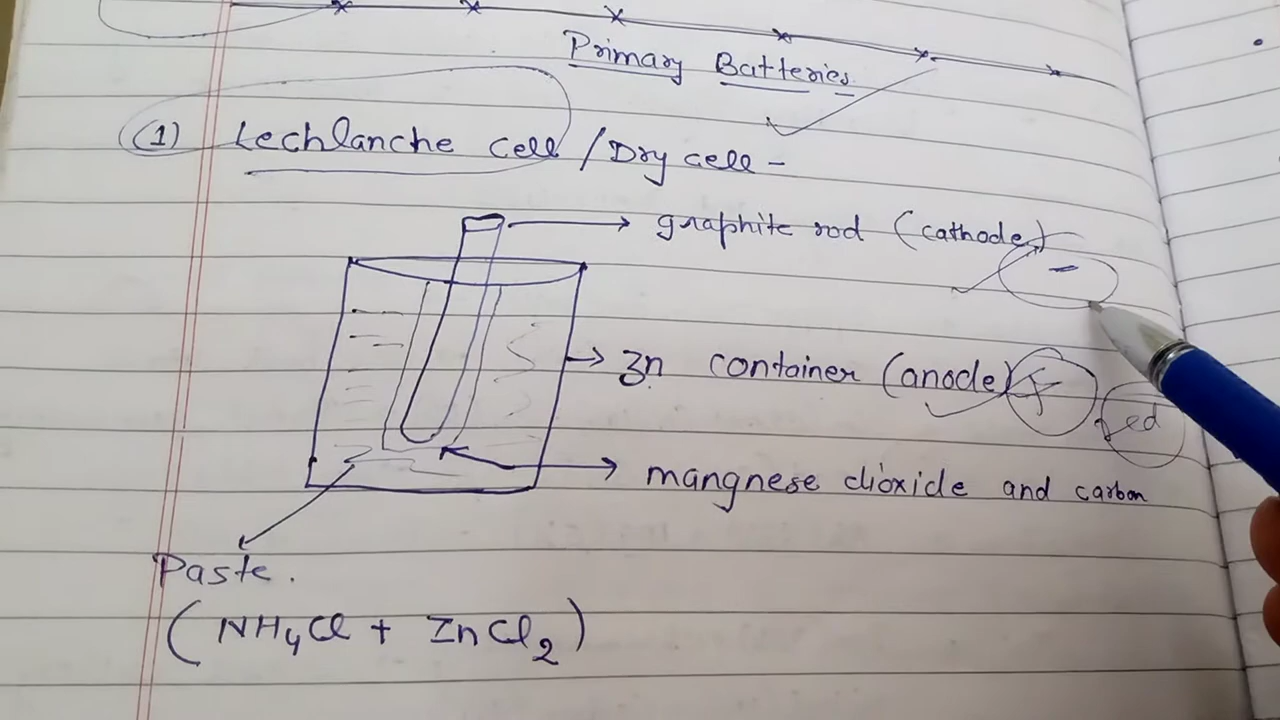 Primary Batteries
(1) Lechlanche cell / Dry cell -
graphite rod (cathode)
-
Zn container (anode) +
red
mangnese dioxide and carbon
Paste.
(NH4Cl + ZnCl2)